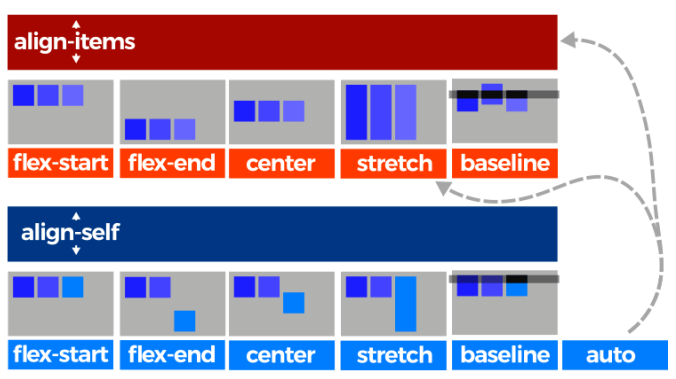 align-items
flex-start flex-end center stretch baseline
align-self
flex-start flex-end center stretch baseline auto